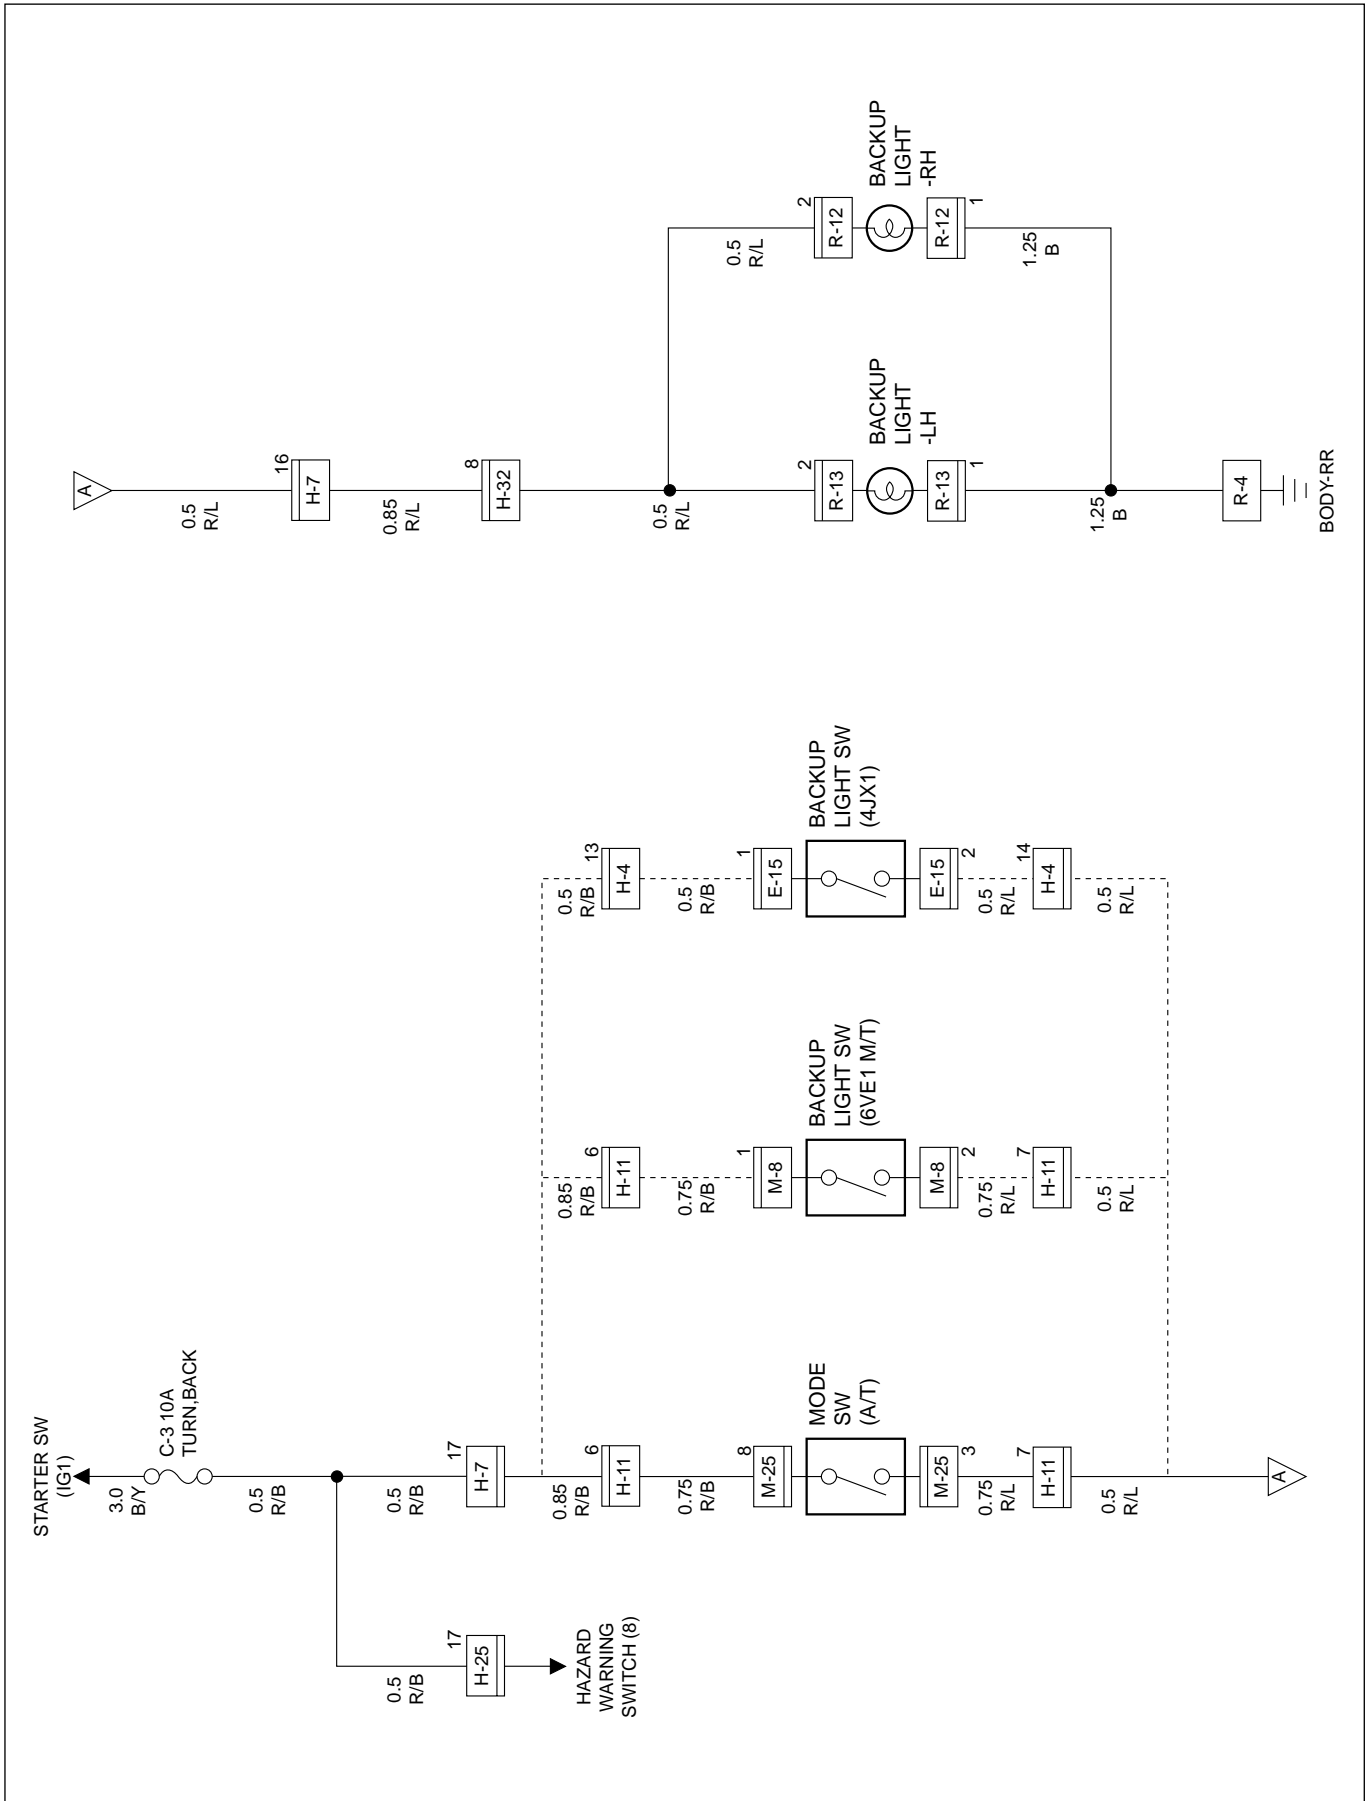 STARTER SW
(IG1)
3.0
B/Y
C-3 10A
TURN,BACK
0.5
R/B
0.5
R/B
17
H-7
0.5
R/B
17
H-25
HAZARD
WARNING
SWITCH (8)
0.85
R/B
6
H-11
0.75
R/B
8
M-25
MODE
SW
(A/T)
M-25
3
0.75
R/L
7
H-11
0.5
R/L
A
0.85
R/B
6
H-11
0.75
R/B
1
M-8
BACKUP
LIGHT SW
(6VE1 M/T)
M-8
2
0.75
R/L
7
H-11
0.5
R/L
0.5
R/B
13
H-4
0.5
R/B
1
E-15
BACKUP
LIGHT SW
(4JX1)
E-15
2
0.5
R/L
14
H-4
0.5
R/L
A
0.5
R/L
16
H-7
0.85
R/L
8
H-32
0.5
R/L
2
R-13
BACKUP
LIGHT
-LH
R-13
1
1.25
B
R-4
BODY-RR
0.5
R/L
2
R-12
BACKUP
LIGHT
-RH
R-12
1
1.25
B